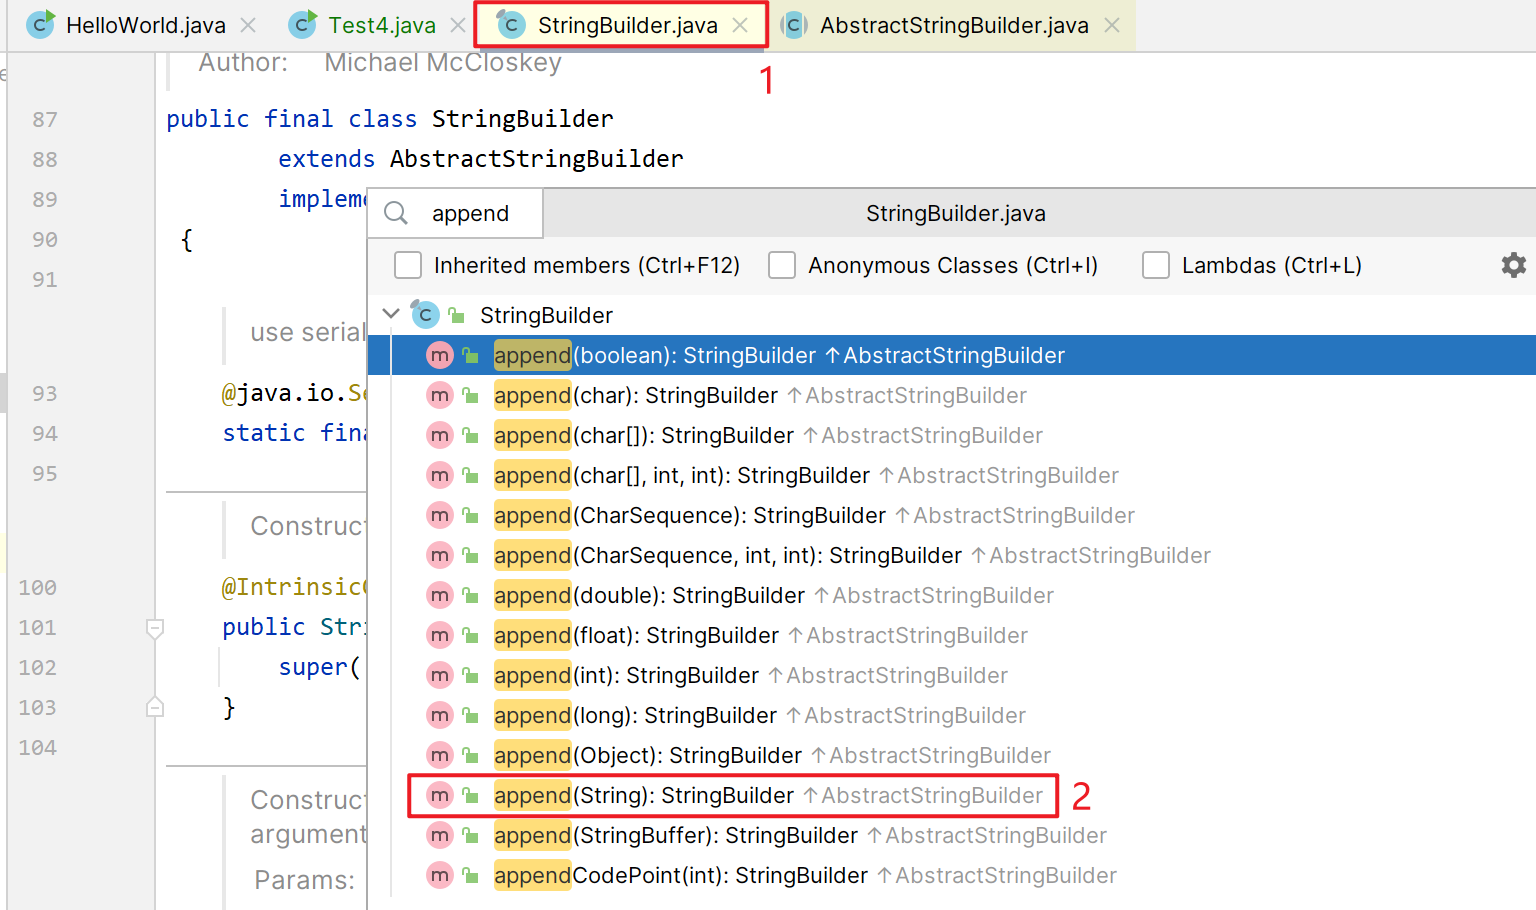 HelloWorld.java
Test4.java
StringBuilder.java
AbstractStringBuilder.java
1
Author: Michael McCloskey
87 public final class StringBuilder
88 extends AbstractStringBuilder
89 impleme
90 {
91
append
StringBuilder.java
Inherited members (Ctrl+F12)
Anonymous Classes (Ctrl+I)
Lambdas (Ctrl+L)
StringBuilder
append(boolean): StringBuilder ↑AbstractStringBuilder
append(char): StringBuilder ↑AbstractStringBuilder
append(char[]): StringBuilder ↑AbstractStringBuilder
append(char[], int, int): StringBuilder ↑AbstractStringBuilder
append(CharSequence): StringBuilder ↑AbstractStringBuilder
append(CharSequence, int, int): StringBuilder ↑AbstractStringBuilder
append(double): StringBuilder ↑AbstractStringBuilder
append(float): StringBuilder ↑AbstractStringBuilder
append(int): StringBuilder ↑AbstractStringBuilder
append(long): StringBuilder ↑AbstractStringBuilder
append(Object): StringBuilder ↑AbstractStringBuilder
append(String): StringBuilder ↑AbstractStringBuilder 2
append(StringBuffer): StringBuilder ↑AbstractStringBuilder
appendCodePoint(int): StringBuilder ↑AbstractStringBuilder
use serial
93 @java.io.Se
94 static fina
95
Construct
100 @Intrinsic
101 public Stri
102 super(
103 }
104
Construct
argument
Params: